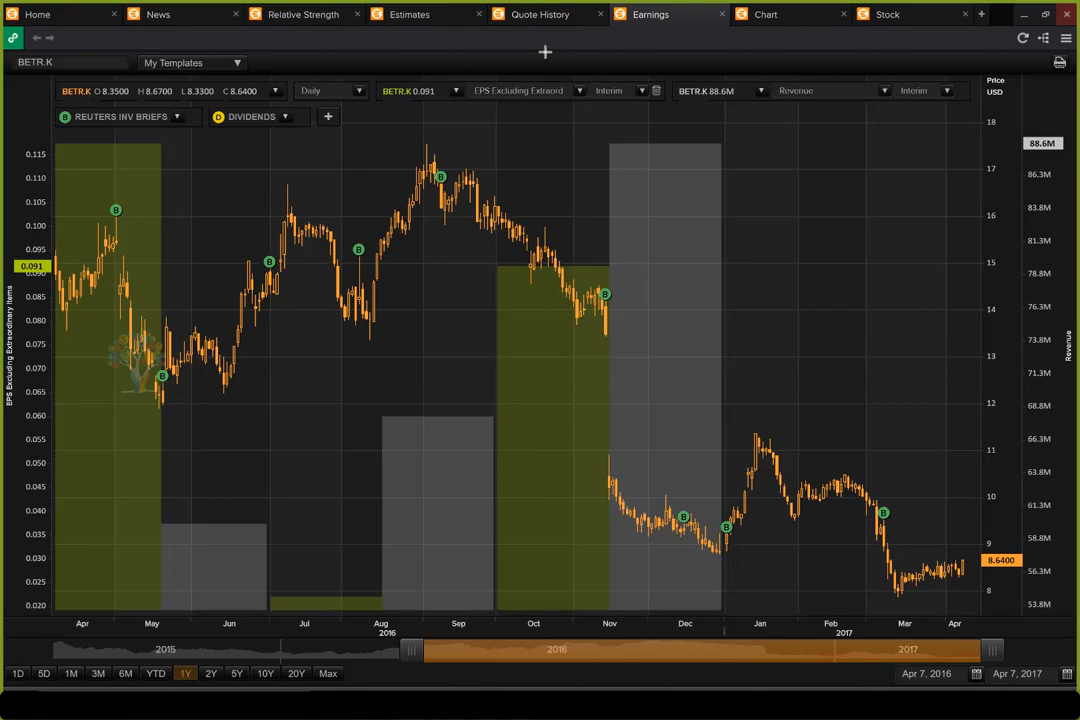 Home News Relative Strength Estimates Quote History Earnings Chart Stock
BETR.K My Templates
BETR.K O 8.3500 H 8.6700 L 8.3300 C 8.6400 Daily BETR.K 0.091 EPS Excluding Extraord Interim BETR.K 88.6M Revenue Interim
Price
USD
B REUTERS INV BRIEFS D DIVIDENDS +
0.115
0.110
0.105
0.100
0.095
0.091
0.090
0.085
0.080
0.075
0.070
0.065
0.060
0.055
0.050
0.045
0.040
0.035
0.030
0.025
0.020
EPS Excluding Extraordinary Items
B B B B B B B B B
18
17
16
15
14
13
12
11
10
9
8.6400
8
88.6M
86.3M
83.8M
81.3M
78.8M
76.3M
73.8M
71.3M
68.8M
66.3M
63.8M
61.3M
58.8M
56.3M
53.8M
Revenue
Apr May Jun Jul Aug Sep Oct Nov Dec Jan Feb Mar Apr
2016 2017
2015 2016 2017
1D 5D 1M 3M 6M YTD 1Y 2Y 5Y 10Y 20Y Max Apr 7, 2016 Apr 7, 2017